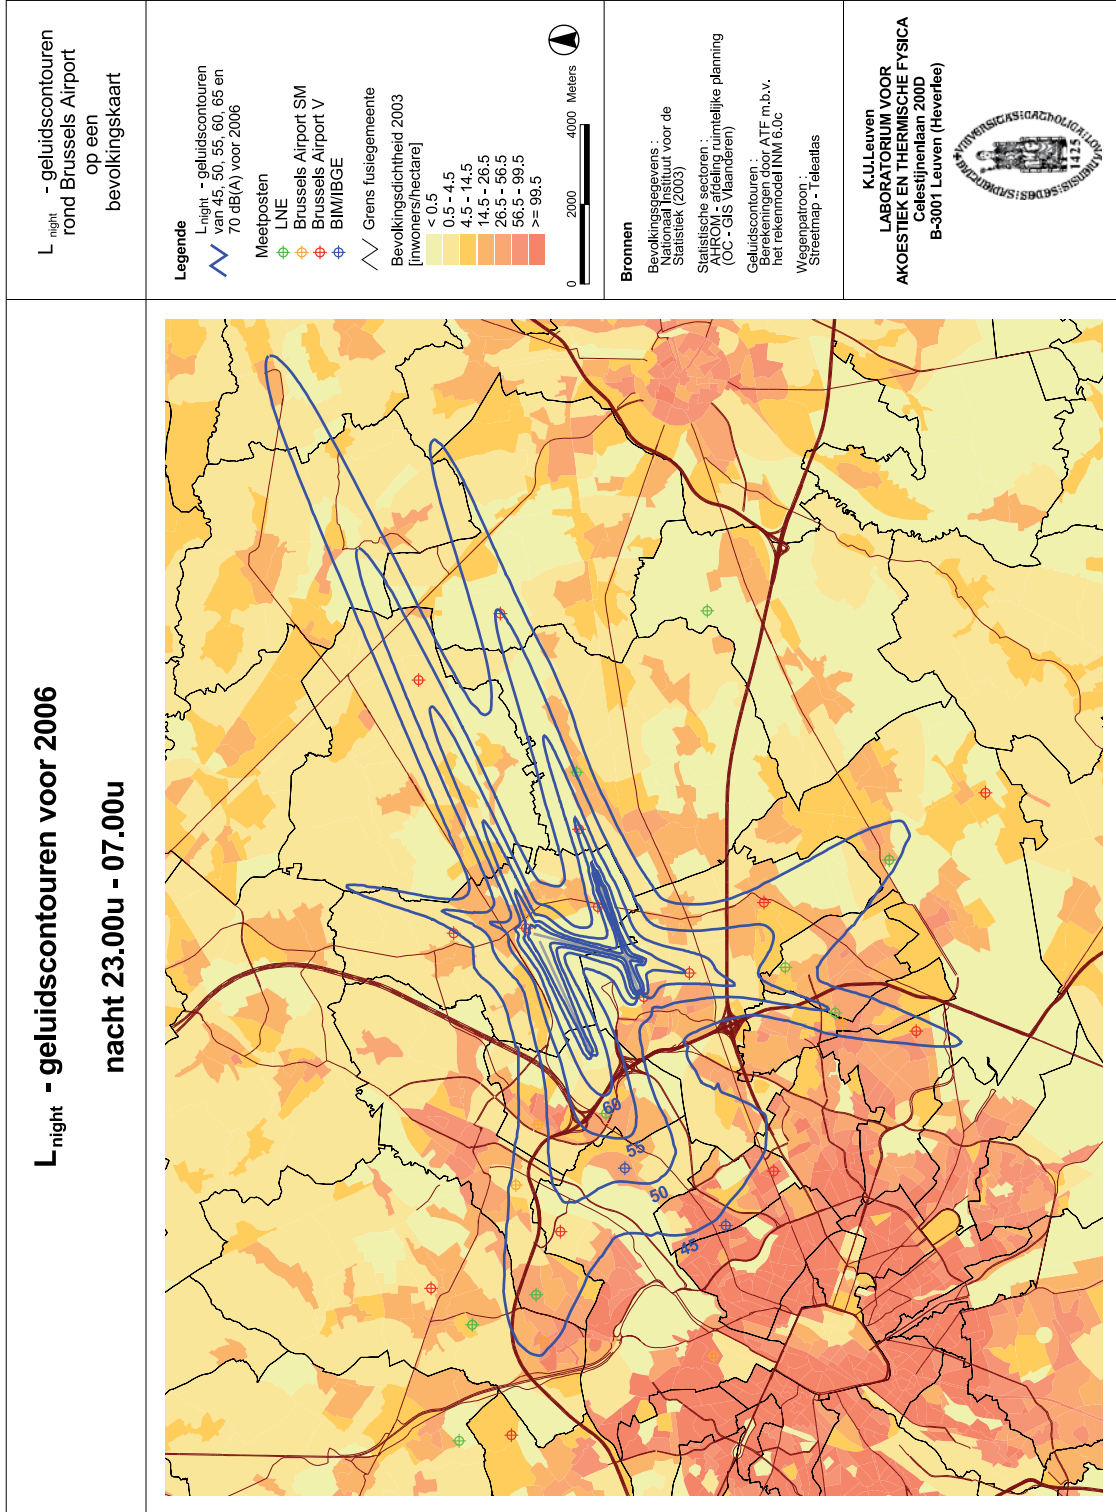 L night - geluidscontouren voor 2006
nacht 23.00u - 07.00u
L night - geluidscontouren
rond Brussels Airport
op een
bevolkingskaart
Legende
Lnight - geluidscontouren
van 45, 50, 55, 60, 65 en
70 dB(A) voor 2006
Meetposten
LNE
Brussels Airport SM
Brussels Airport V
BIM/IBGE
Grens fusiegemeente
Bevolkingsdichtheid 2003
[inwoners/hectare]
< 0.5
0.5 - 4.5
4.5 - 14.5
14.5 - 26.5
26.5 - 56.5
56.5 - 99.5
>= 99.5
0 2000 4000 Meters
Bronnen
Bevolkingsgegevens :
Nationaal Instituut voor de
Statistiek (2003)
Statistische sectoren :
AHROM - afdeling ruimtelijke planning
(OC - GIS Vlaanderen)
Geluidscontouren :
Berekeningen door ATF m.b.v.
het rekenmodel INM 6.0c
Wegenpatroon :
Streetmap - Teleatlas
K.U.Leuven
LABORATORIUM VOOR
AKOESTIEK EN THERMISCHE FYSICA
Celestijnenlaan 200D
B-3001 Leuven (Heverlee)
1425
60
55
50
45